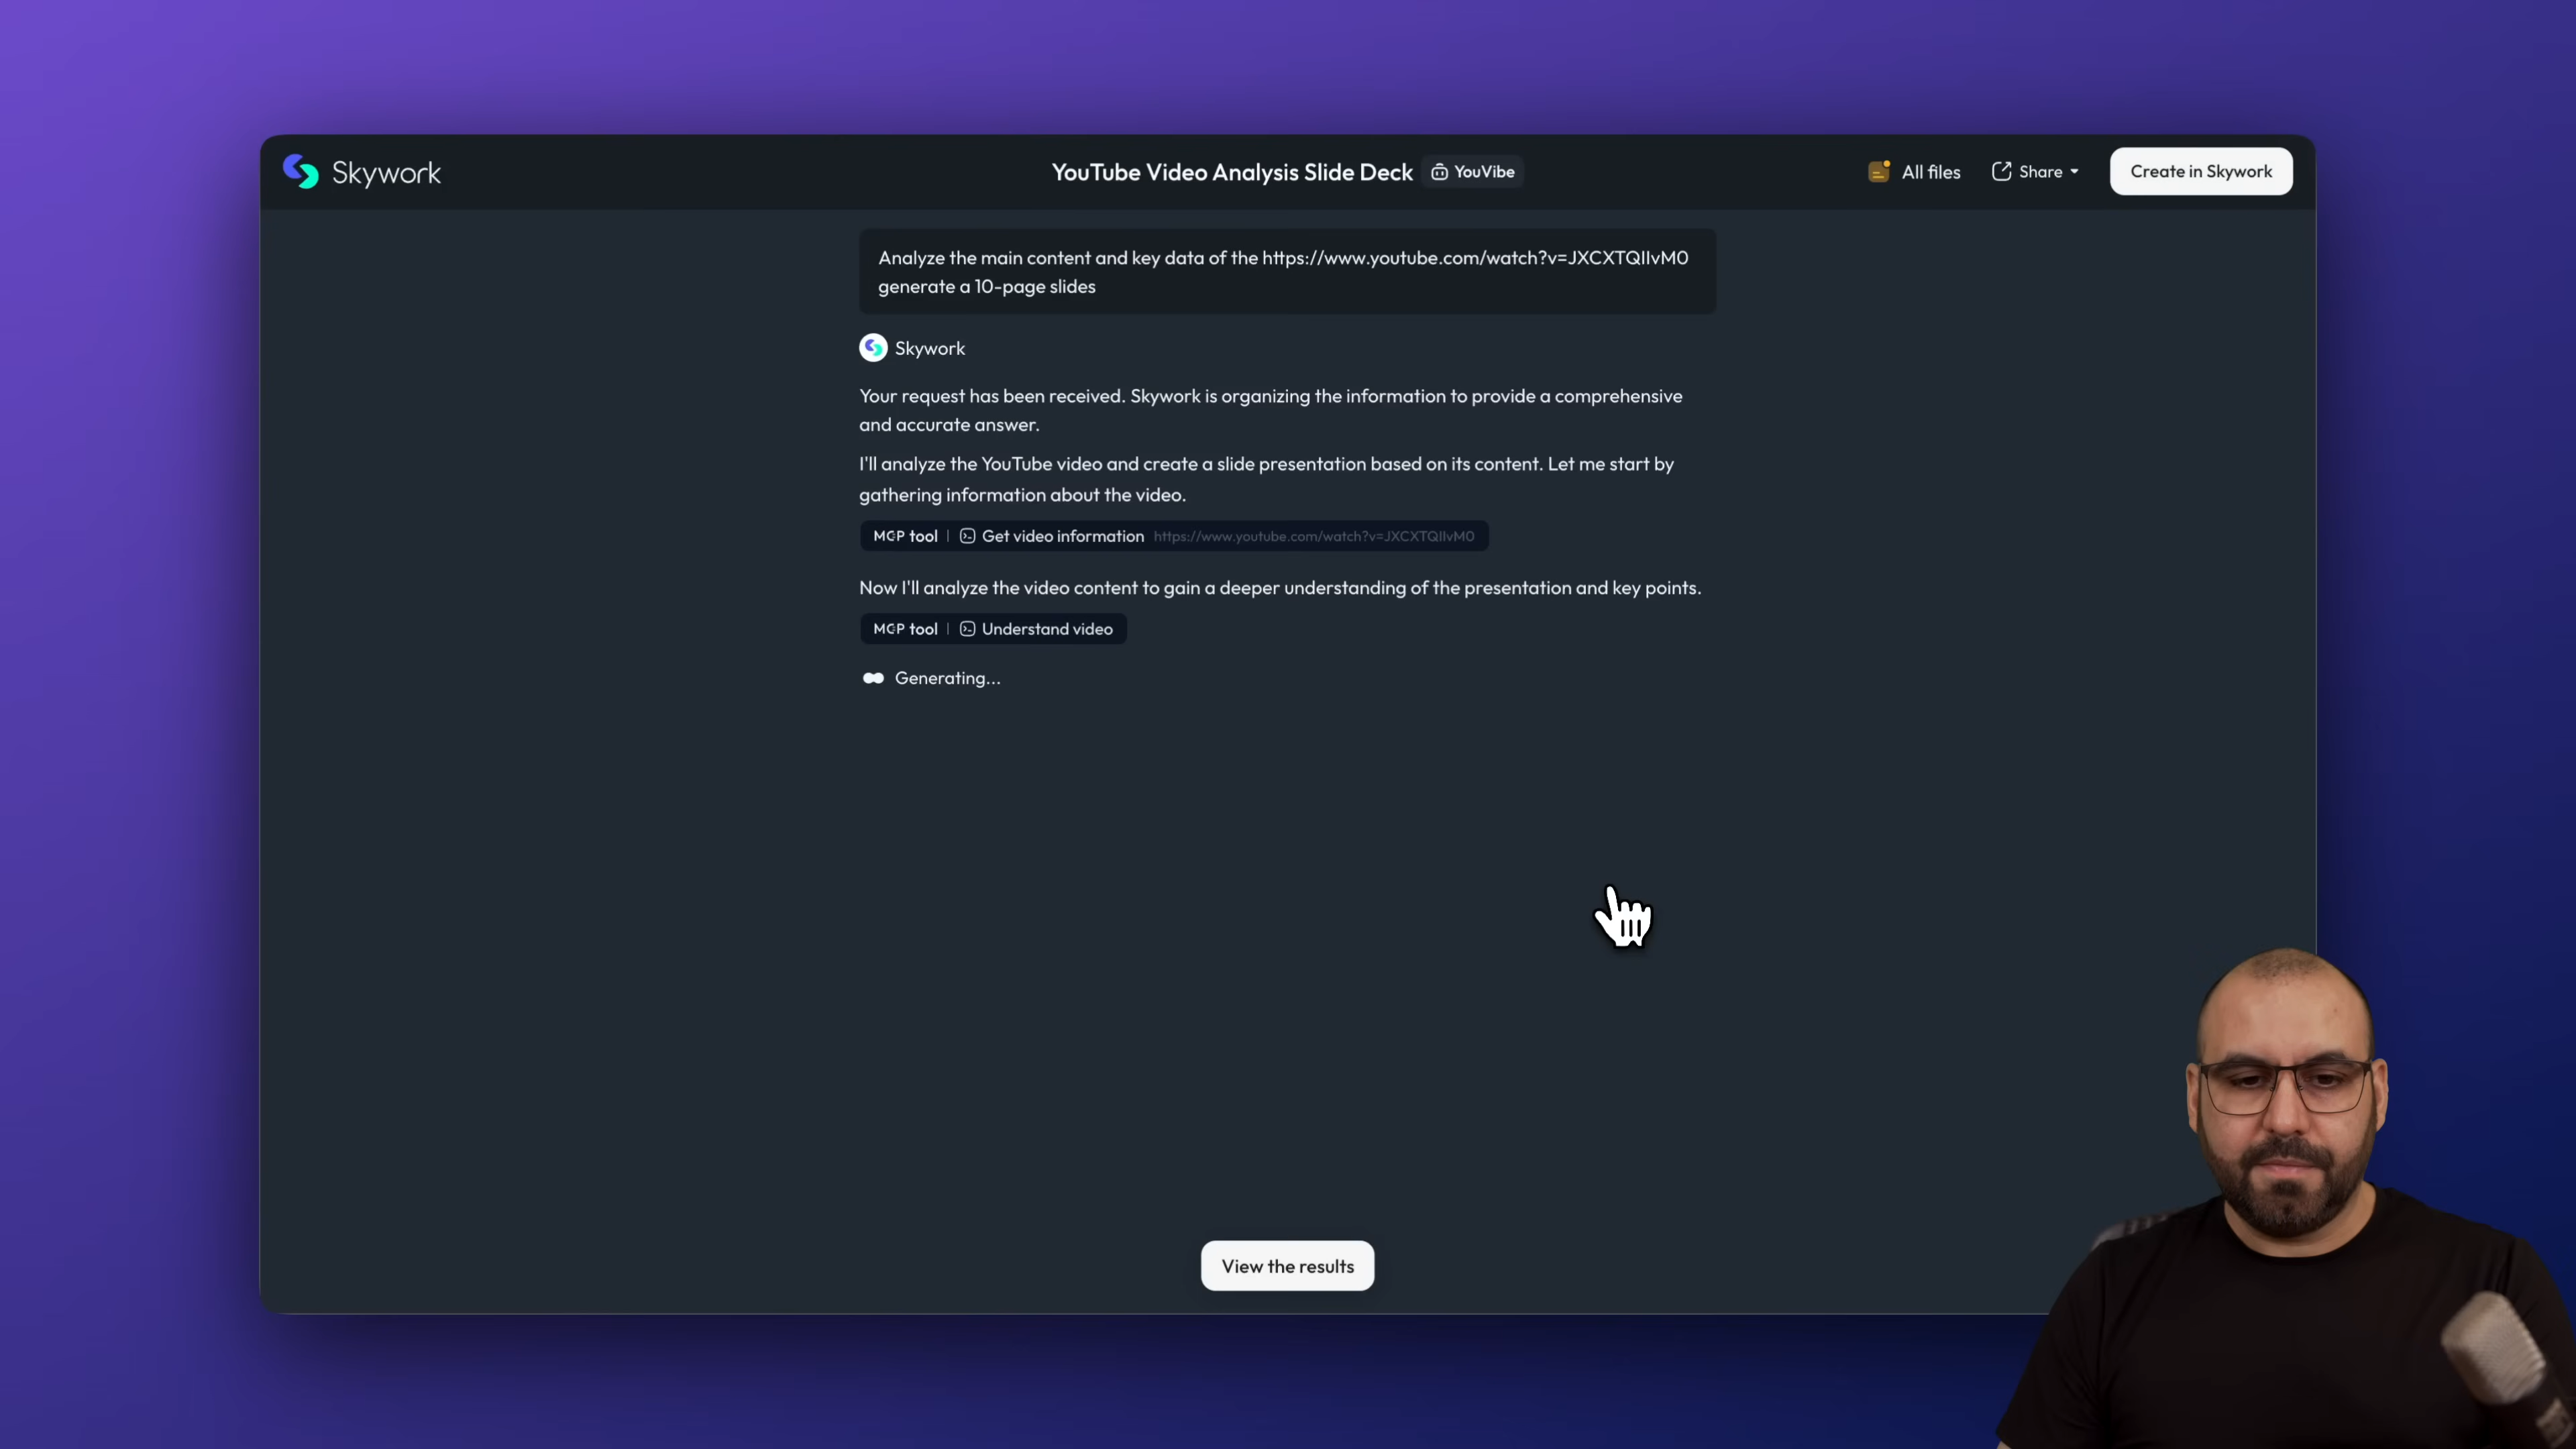 Skywork
YouTube Video Analysis Slide Deck
YouVibe
All files
Share
Create in Skywork
Analyze the main content and key data of the https://www.youtube.com/watch?v=JXCXTQIIvM0
generate a 10-page slides
Skywork
Your request has been received. Skywork is organizing the information to provide a comprehensive
and accurate answer.
I'll analyze the YouTube video and create a slide presentation based on its content. Let me start by
gathering information about the video.
MCP tool | Get video information https://www.youtube.com/watch?v=JXCXTQIIvM0
Now I'll analyze the video content to gain a deeper understanding of the presentation and key points.
MCP tool | Understand video
Generating...
View the results